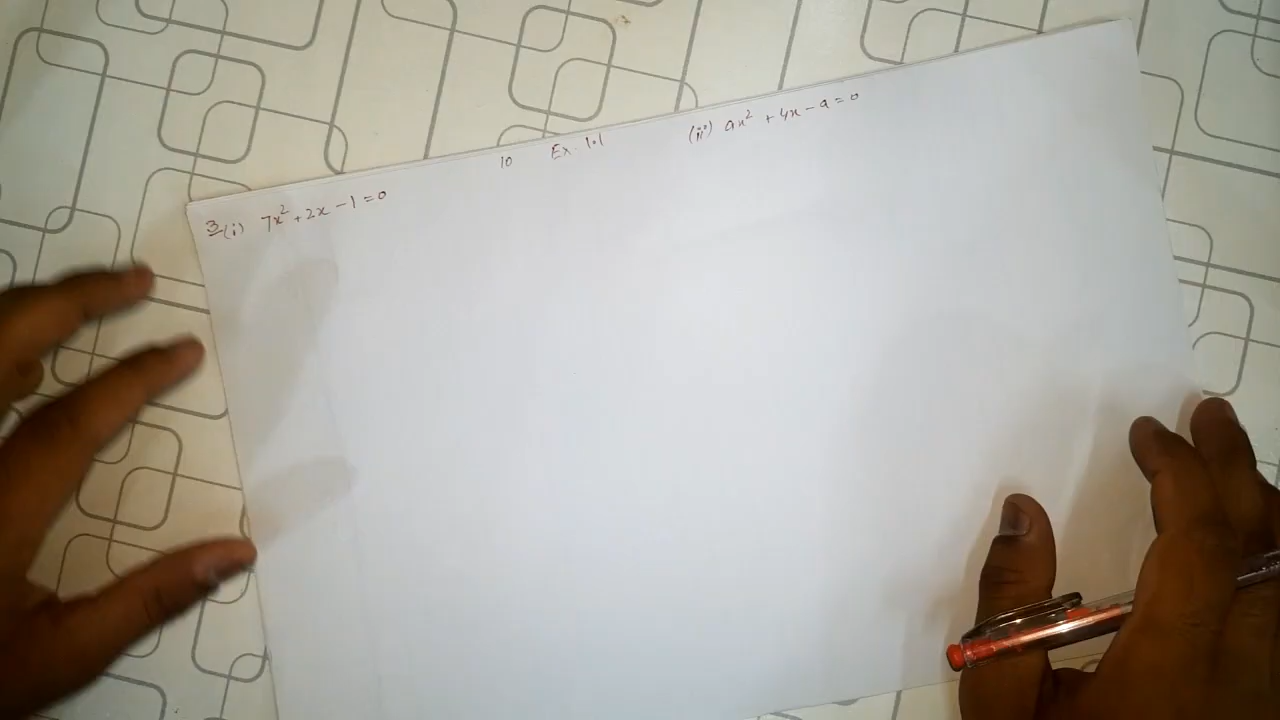 10 Ex. 1.1
3 (i) 7x² + 2x - 1 = 0
(ii) ax² + 4x - a = 0